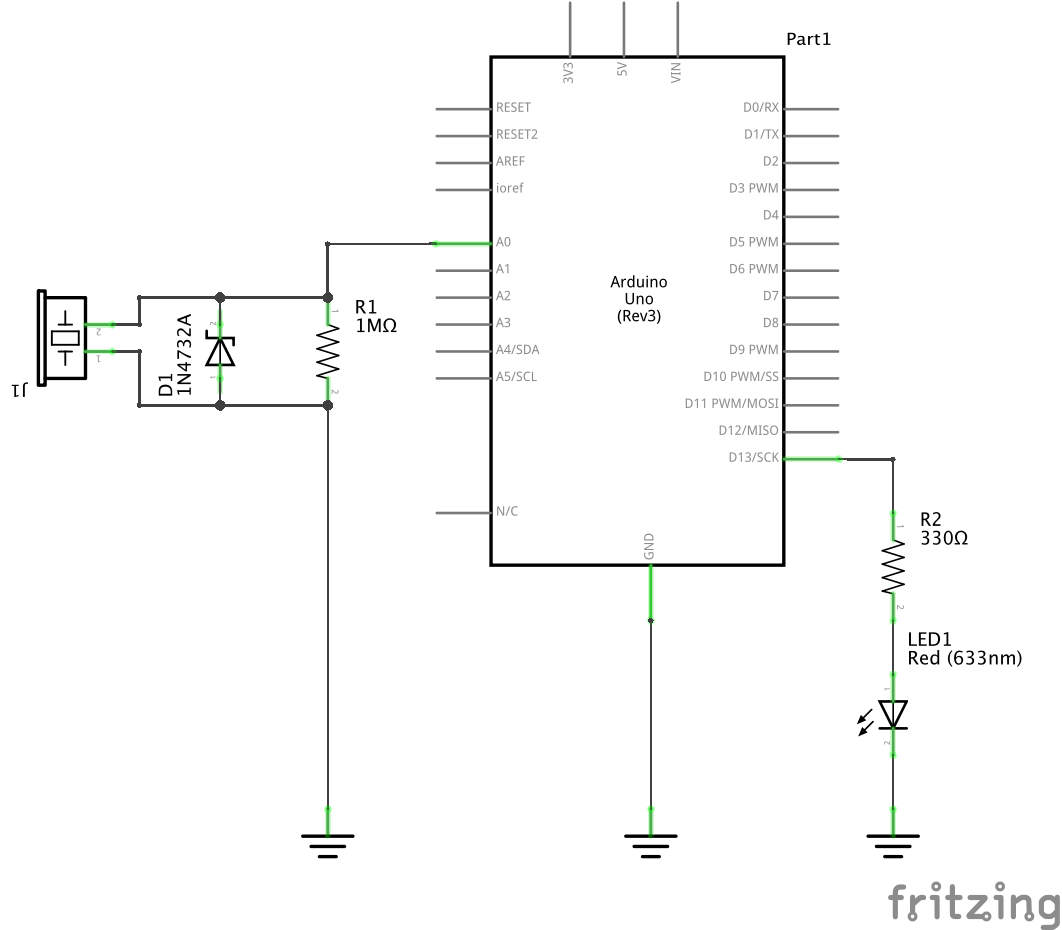 Part1
3V3
5V
VIN
RESET
RESET2
AREF
ioref
A0
A1
A2
A3
A4/SDA
A5/SCL
N/C
D0/RX
D1/TX
D2
D3 PWM
D4
D5 PWM
D6 PWM
D7
D8
D9 PWM
D10 PWM/SS
D11 PWM/MOSI
D12/MISO
D13/SCK
GND
Arduino
Uno
(Rev3)
J1
2
1
D1
1N4732A
2
1
R1
1MΩ
1
2
R2
330Ω
1
2
LED1
Red (633nm)
1
2
fritzing